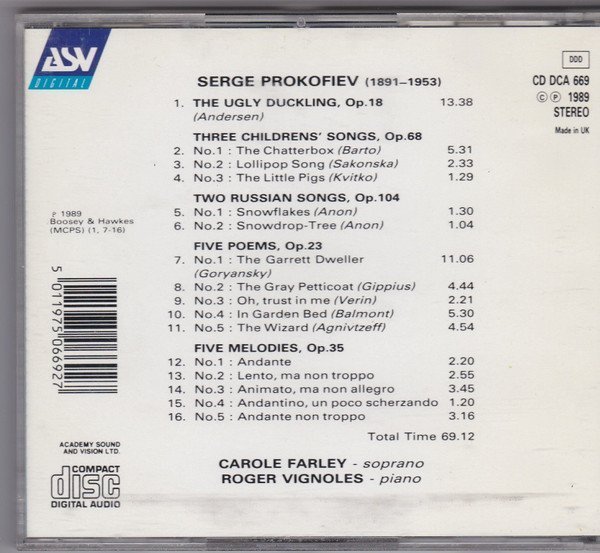 ASV
DIGITAL
DDD
CD DCA 669
© ℗ 1989
STEREO
Made in UK
SERGE PROKOFIEV (1891–1953)
1. THE UGLY DUCKLING, Op.18 13.38
(Andersen)
THREE CHILDRENS' SONGS, Op.68
2. No.1 : The Chatterbox (Barto) 5.31
3. No.2 : Lollipop Song (Sakonska) 2.33
4. No.3 : The Little Pigs (Kvitko) 1.29
TWO RUSSIAN SONGS, Op.104
5. No.1 : Snowflakes (Anon) 1.30
6. No.2 : Snowdrop-Tree (Anon) 1.04
FIVE POEMS, Op.23
7. No.1 : The Garrett Dweller 11.06
(Goryansky)
8. No.2 : The Gray Petticoat (Gippius) 4.44
9. No.3 : Oh, trust in me (Verin) 2.21
10. No.4 : In Garden Bed (Balmont) 5.30
11. No.5 : The Wizard (Agnivtzeff) 4.54
FIVE MELODIES, Op.35
12. No.1 : Andante 2.20
13. No.2 : Lento, ma non troppo 2.55
14. No.3 : Animato, ma non allegro 3.45
15. No.4 : Andantino, un poco scherzando 1.20
16. No.5 : Andante non troppo 3.16
Total Time 69.12
CAROLE FARLEY - soprano
ROGER VIGNOLES - piano
P 1989
Boosey & Hawkes
(MCPS) (1, 7-16)
5 011975 066927
ACADEMY SOUND
AND VISION LTD.
COMPACT
disc
DIGITAL AUDIO